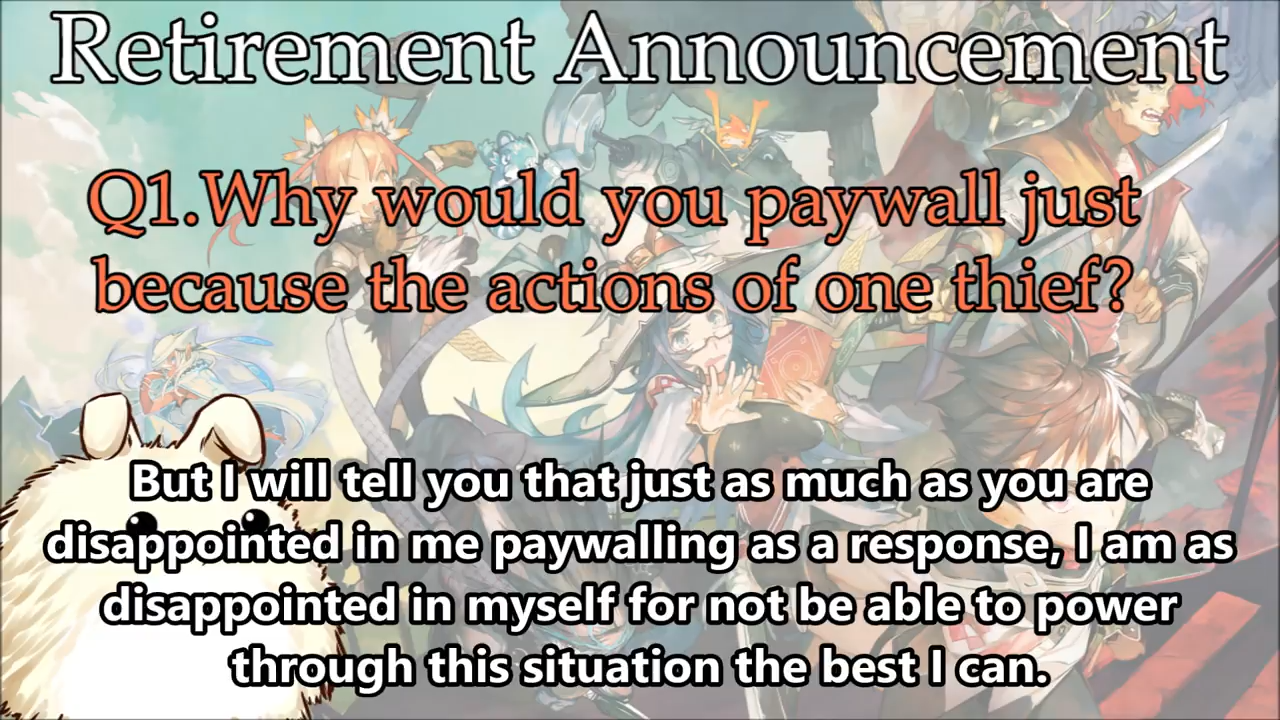 Retirement Announcement
Q1.Why would you paywall just
because the actions of one thief?
But I will tell you that just as much as you are
disappointed in me paywalling as a response, I am as
disappointed in myself for not be able to power
through this situation the best I can.